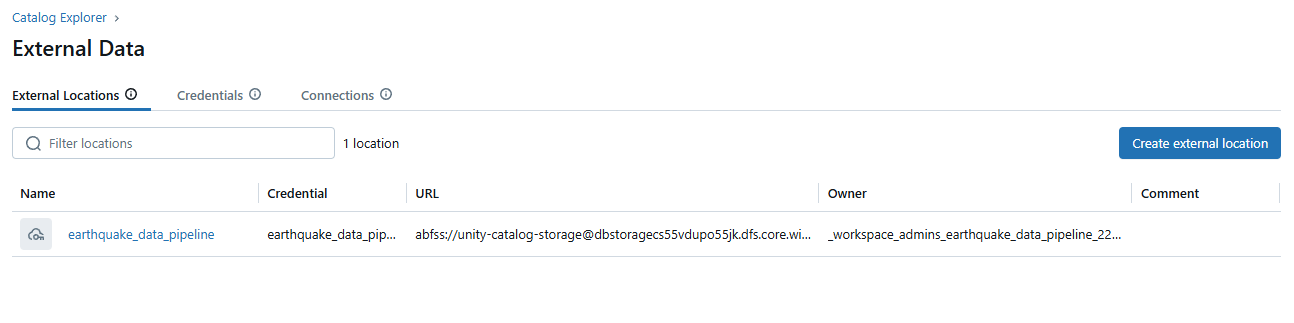 Catalog Explorer >
External Data
External Locations Credentials Connections
Filter locations 1 location Create external location
Name Credential URL Owner Comment
earthquake_data_pipeline earthquake_data_pip... abfss://unity-catalog-storage@dbstoragecs55vdupo55jk.dfs.core.wi... _workspace_admins_earthquake_data_pipeline_22...